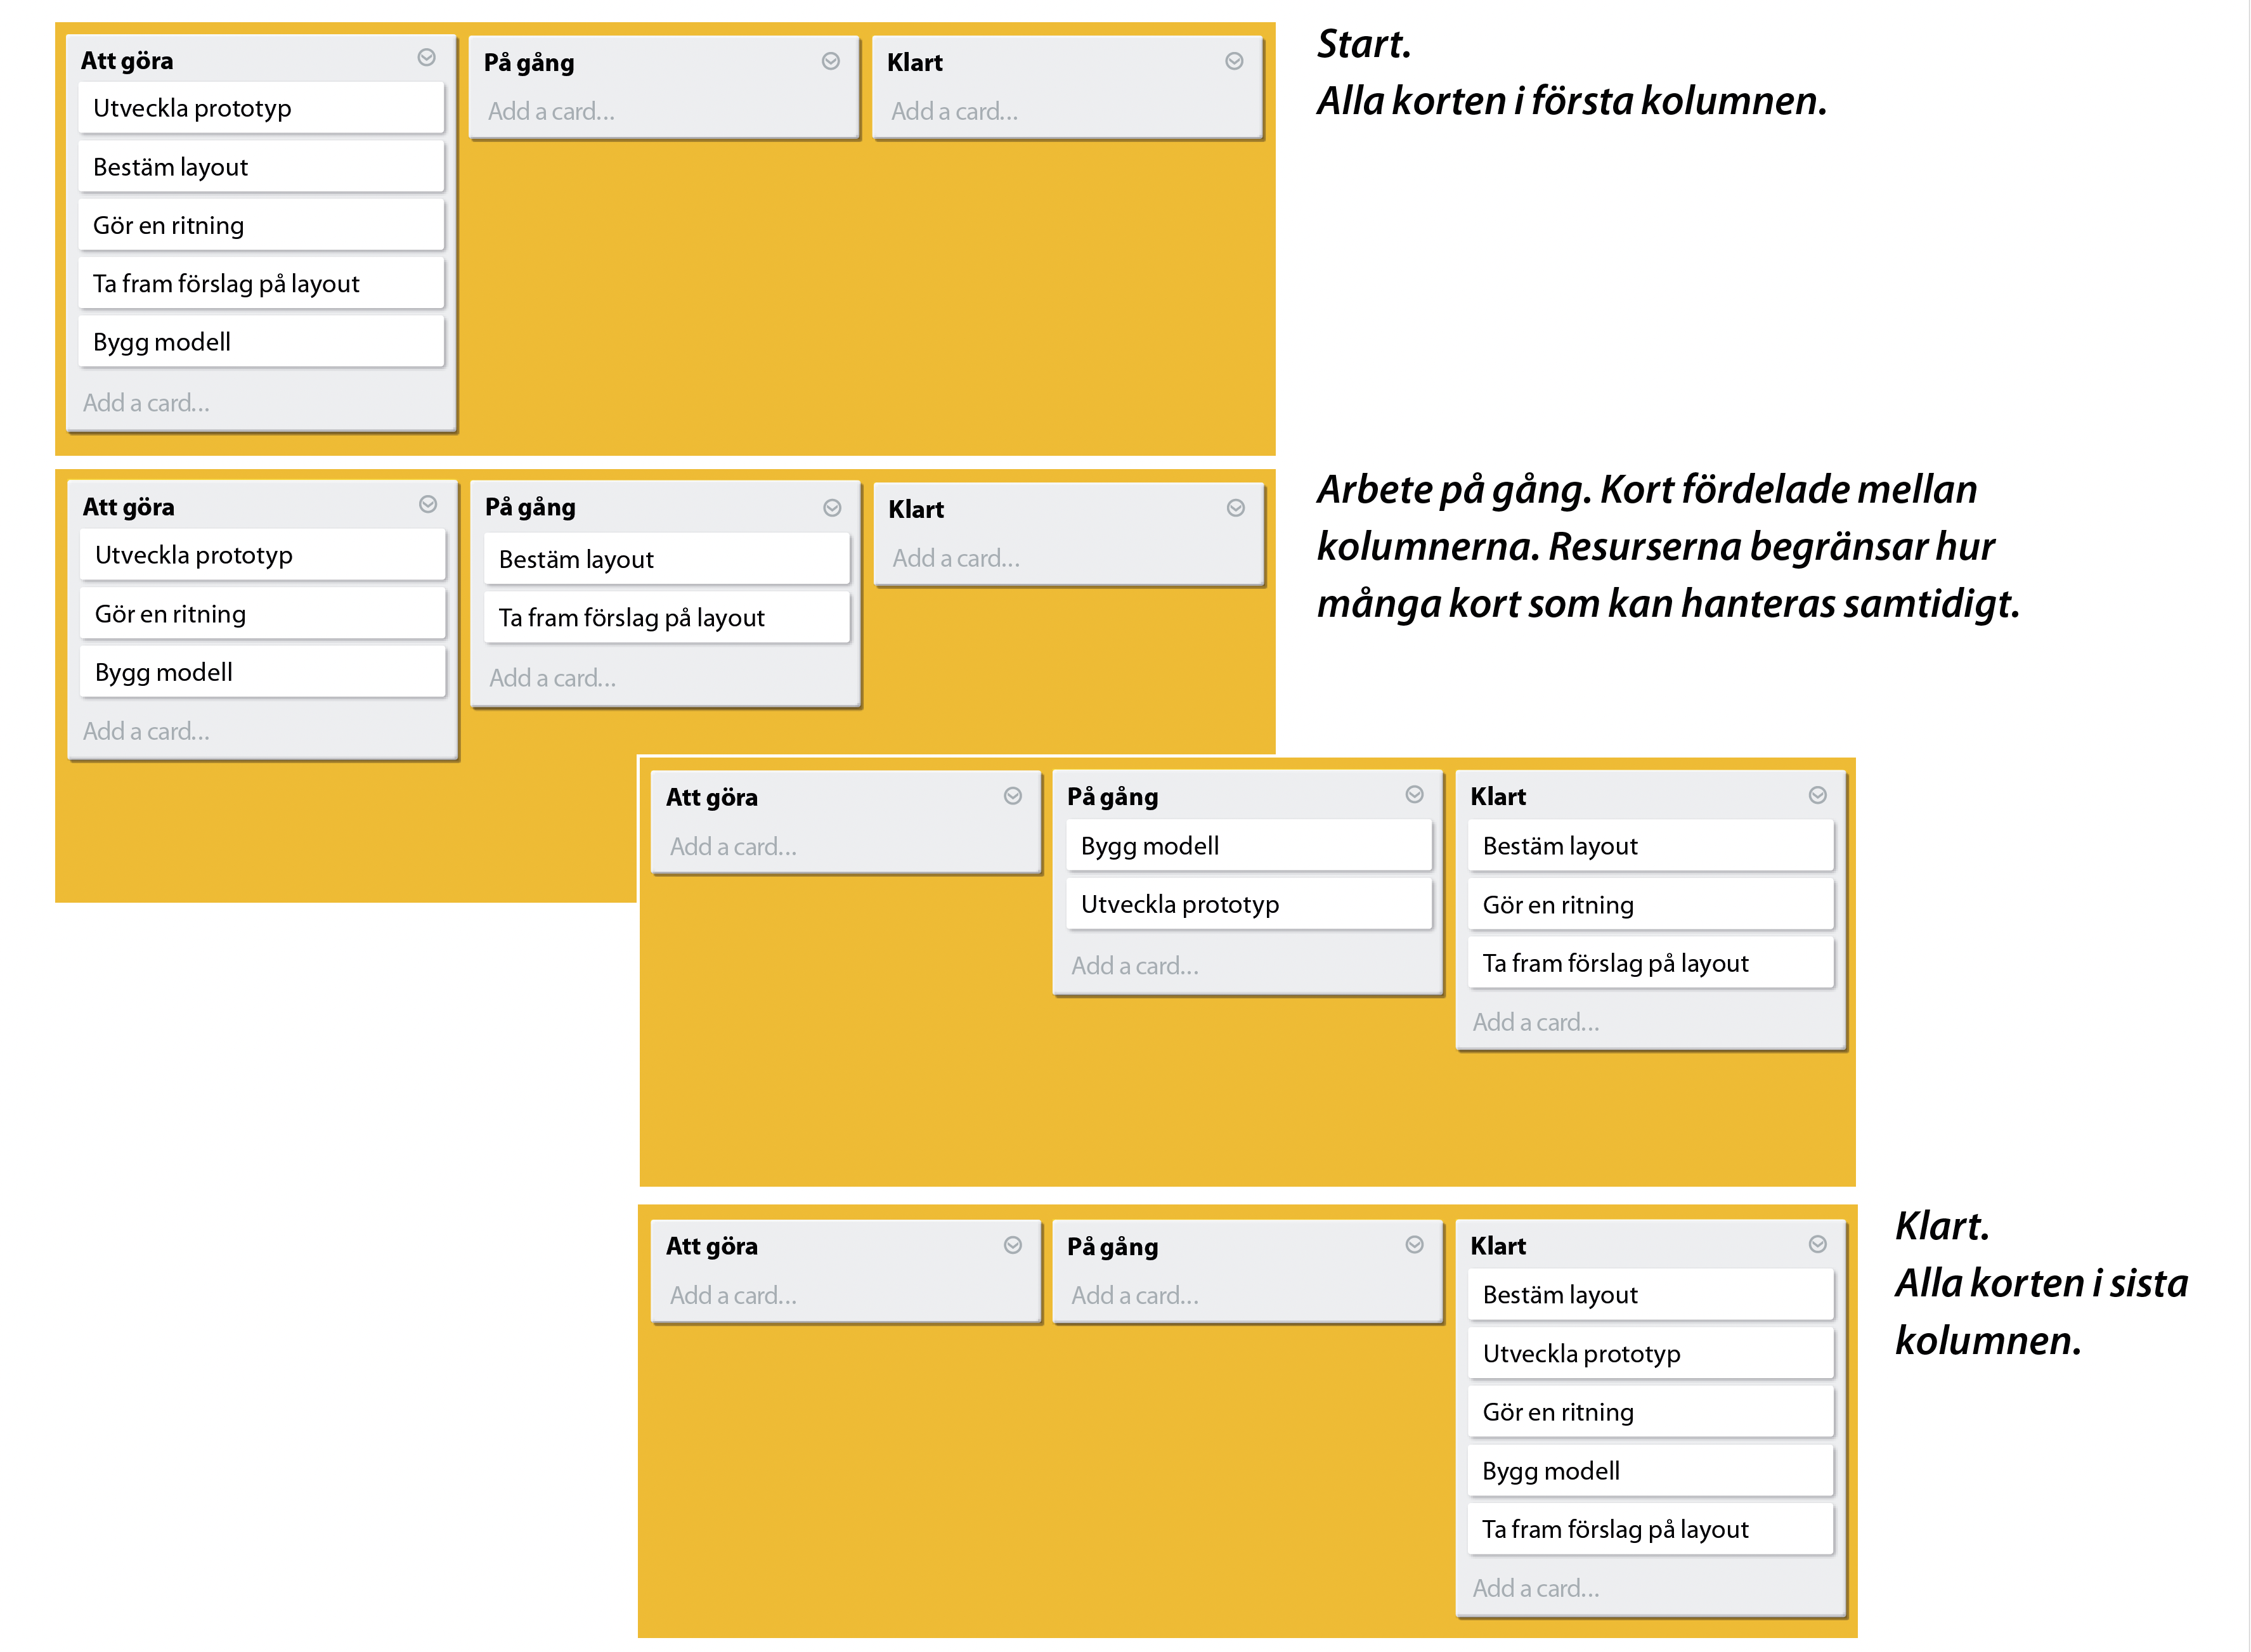 Att göra
Utveckla prototyp
Bestäm layout
Gör en ritning
Ta fram förslag på layout
Bygg modell
Add a card...
På gång
Add a card...
Klart
Add a card...
Start.
Alla korten i första kolumnen.
Att göra
Utveckla prototyp
Gör en ritning
Bygg modell
Add a card...
På gång
Bestäm layout
Ta fram förslag på layout
Add a card...
Klart
Add a card...
Arbete på gång. Kort fördelade mellan
kolumnerna. Resurserna begränsar hur
många kort som kan hanteras samtidigt.
Att göra
Add a card...
På gång
Bygg modell
Utveckla prototyp
Add a card...
Klart
Bestäm layout
Gör en ritning
Ta fram förslag på layout
Add a card...
Att göra
Add a card...
På gång
Add a card...
Klart
Bestäm layout
Utveckla prototyp
Gör en ritning
Bygg modell
Ta fram förslag på layout
Add a card...
Klart.
Alla korten i sista
kolumnen.